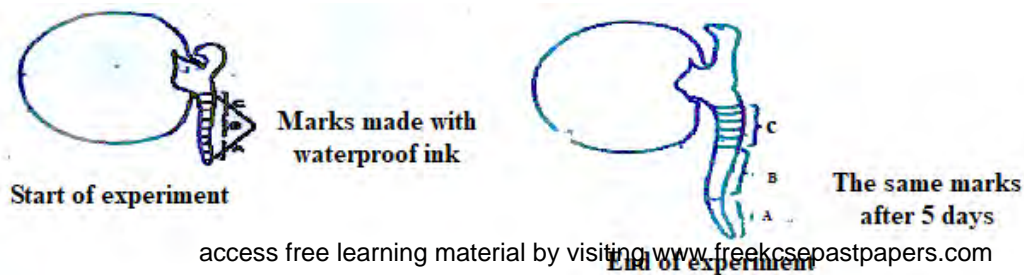 Marks made with
waterproof ink
Start of experiment
C
B
A
The same marks
after 5 days
End of experiment
access free learning material by visiting www.freekcsepastpapers.com